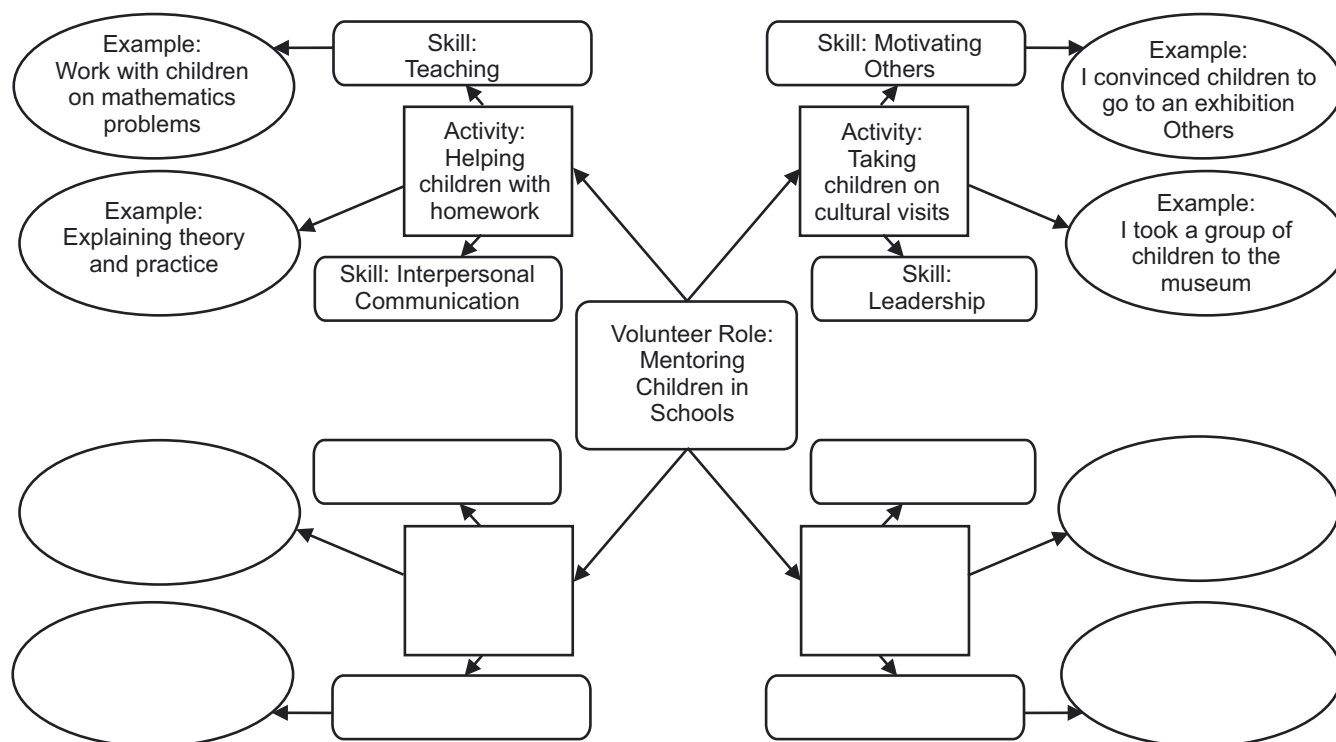 Example:
Work with children
on mathematics
problems
Skill:
Teaching
Skill: Motivating
Others
Example:
I convinced children to
go to an exhibition
Others
Activity:
Helping
children with
homework
Activity:
Taking
children on
cultural visits
Example:
Explaining theory
and practice
Example:
I took a group of
children to the
museum
Skill: Interpersonal
Communication
Skill:
Leadership
Volunteer Role:
Mentoring
Children in
Schools